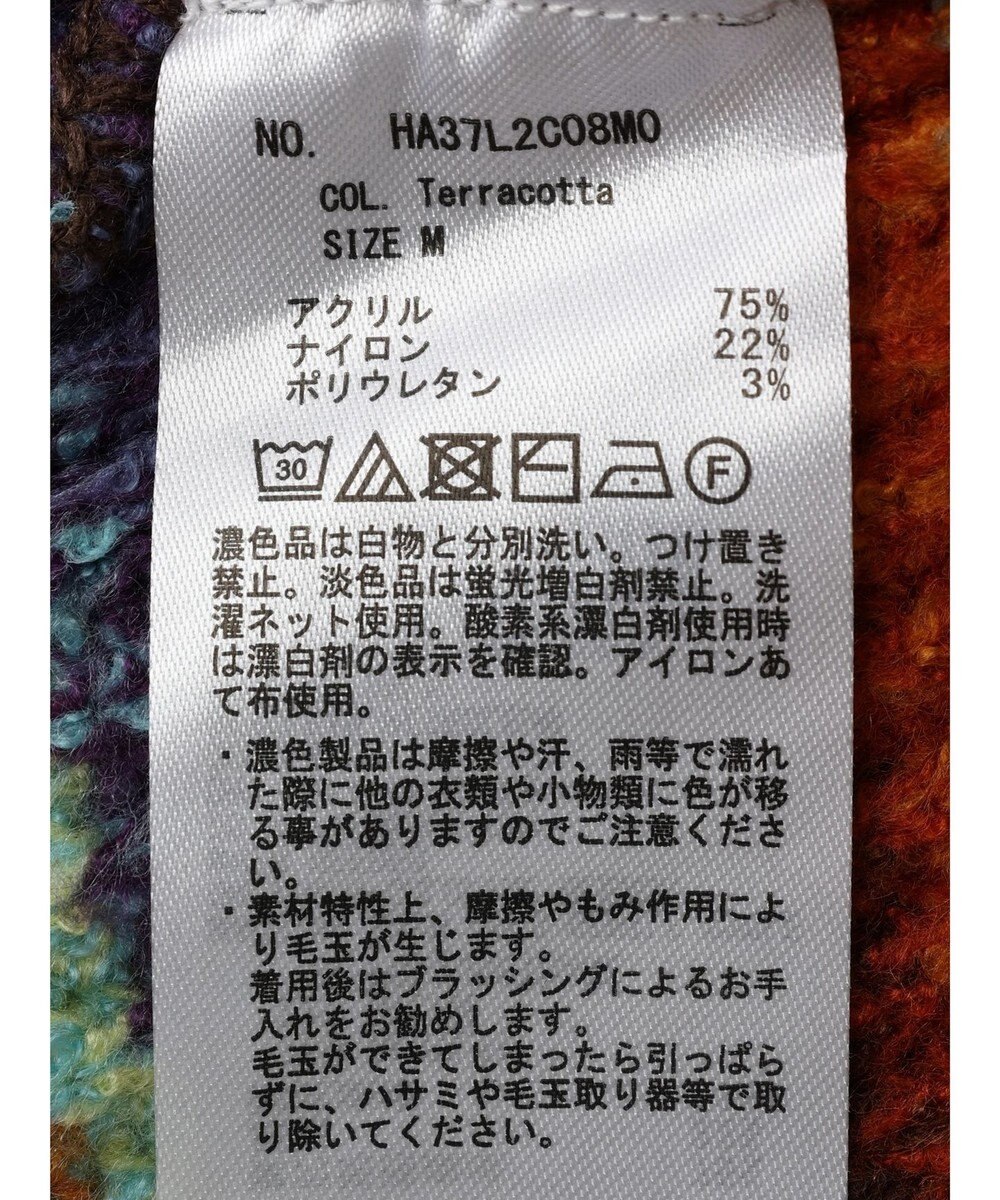 NO. HA37L2C08M0
COL. Terracotta
SIZE M
アクリル 75%
ナイロン 22%
ポリウレタン 3%
30 F
濃色品は白物と分別洗い。つけ置き
禁止。淡色品は蛍光増白剤禁止。洗
濯ネット使用。酸素系漂白剤使用時
は漂白剤の表示を確認。アイロンあ
て布使用。
・濃色製品は摩擦や汗、雨等で濡れ
た際に他の衣類や小物類に色が移
る事がありますのでご注意くださ
い。
・素材特性上、摩擦やもみ作用によ
り毛玉が生じます。
着用後はブラッシングによるお手
入れをお勧めします。
毛玉ができてしまったら引っぱら
ずに、ハサミや毛玉取り器等で取
り除いてください。